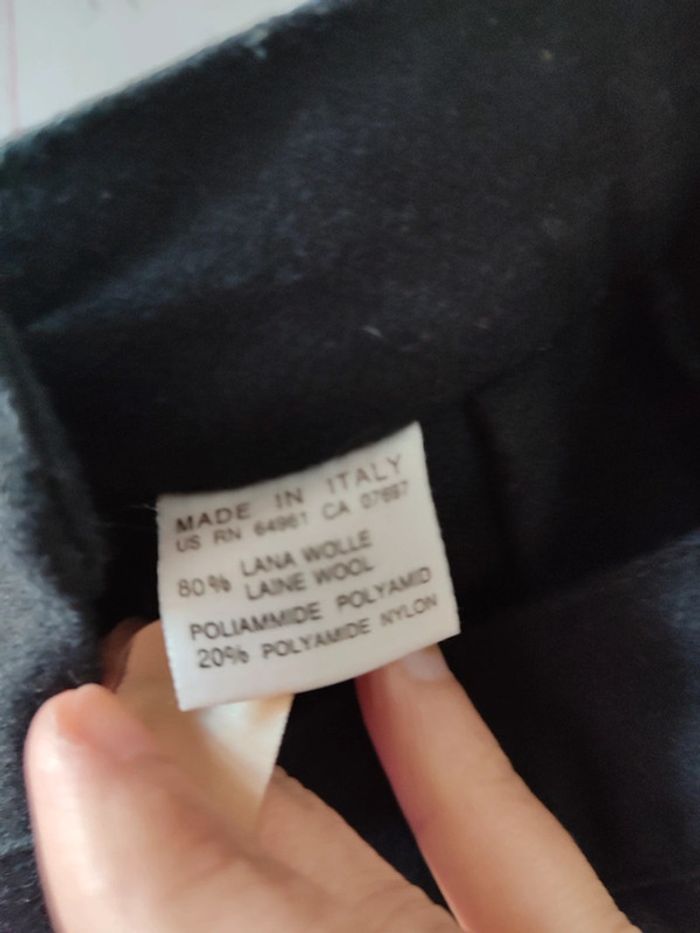 MADE IN ITALY
US RN 64961 CA 07697
80% LANA WOLLE
LAINE WOOL
POLIAMMIDE POLYAMID
20% POLYAMIDE NYLON